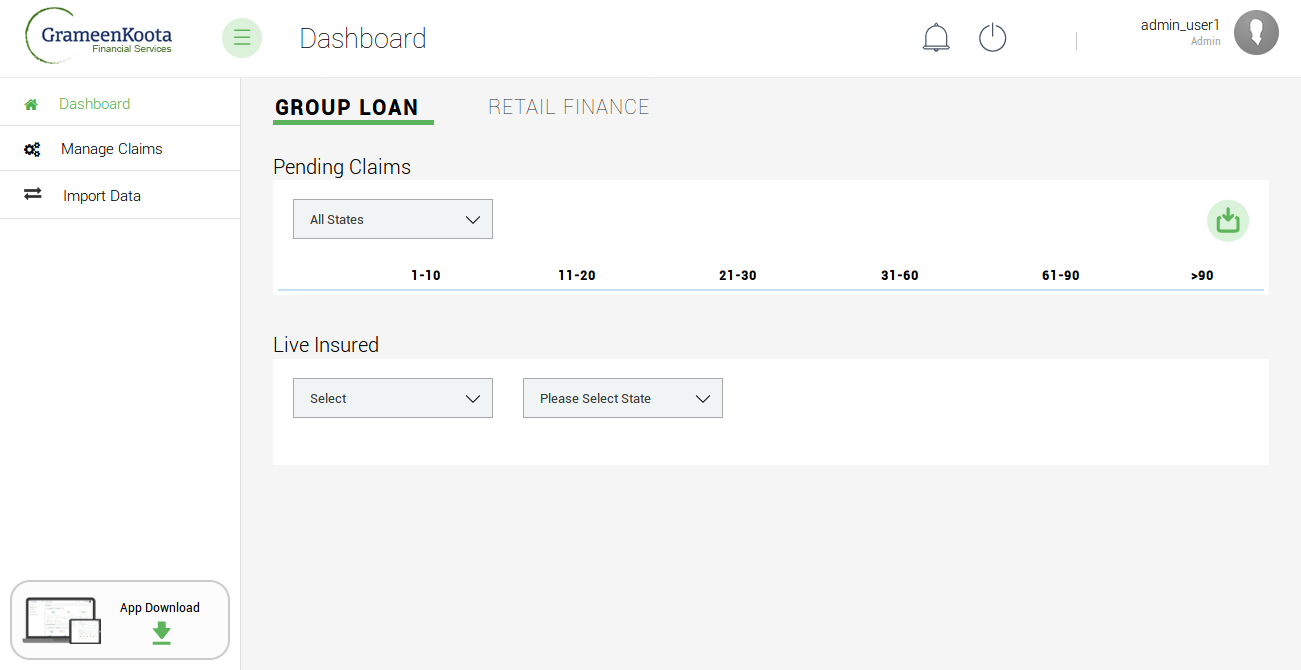 GrameenKoota
Financial Services
Dashboard
admin_user1
Admin
Dashboard
Manage Claims
Import Data
GROUP LOAN
RETAIL FINANCE
Pending Claims
All States
1-10 11-20 21-30 31-60 61-90 >90
Live Insured
Select
Please Select State
App Download